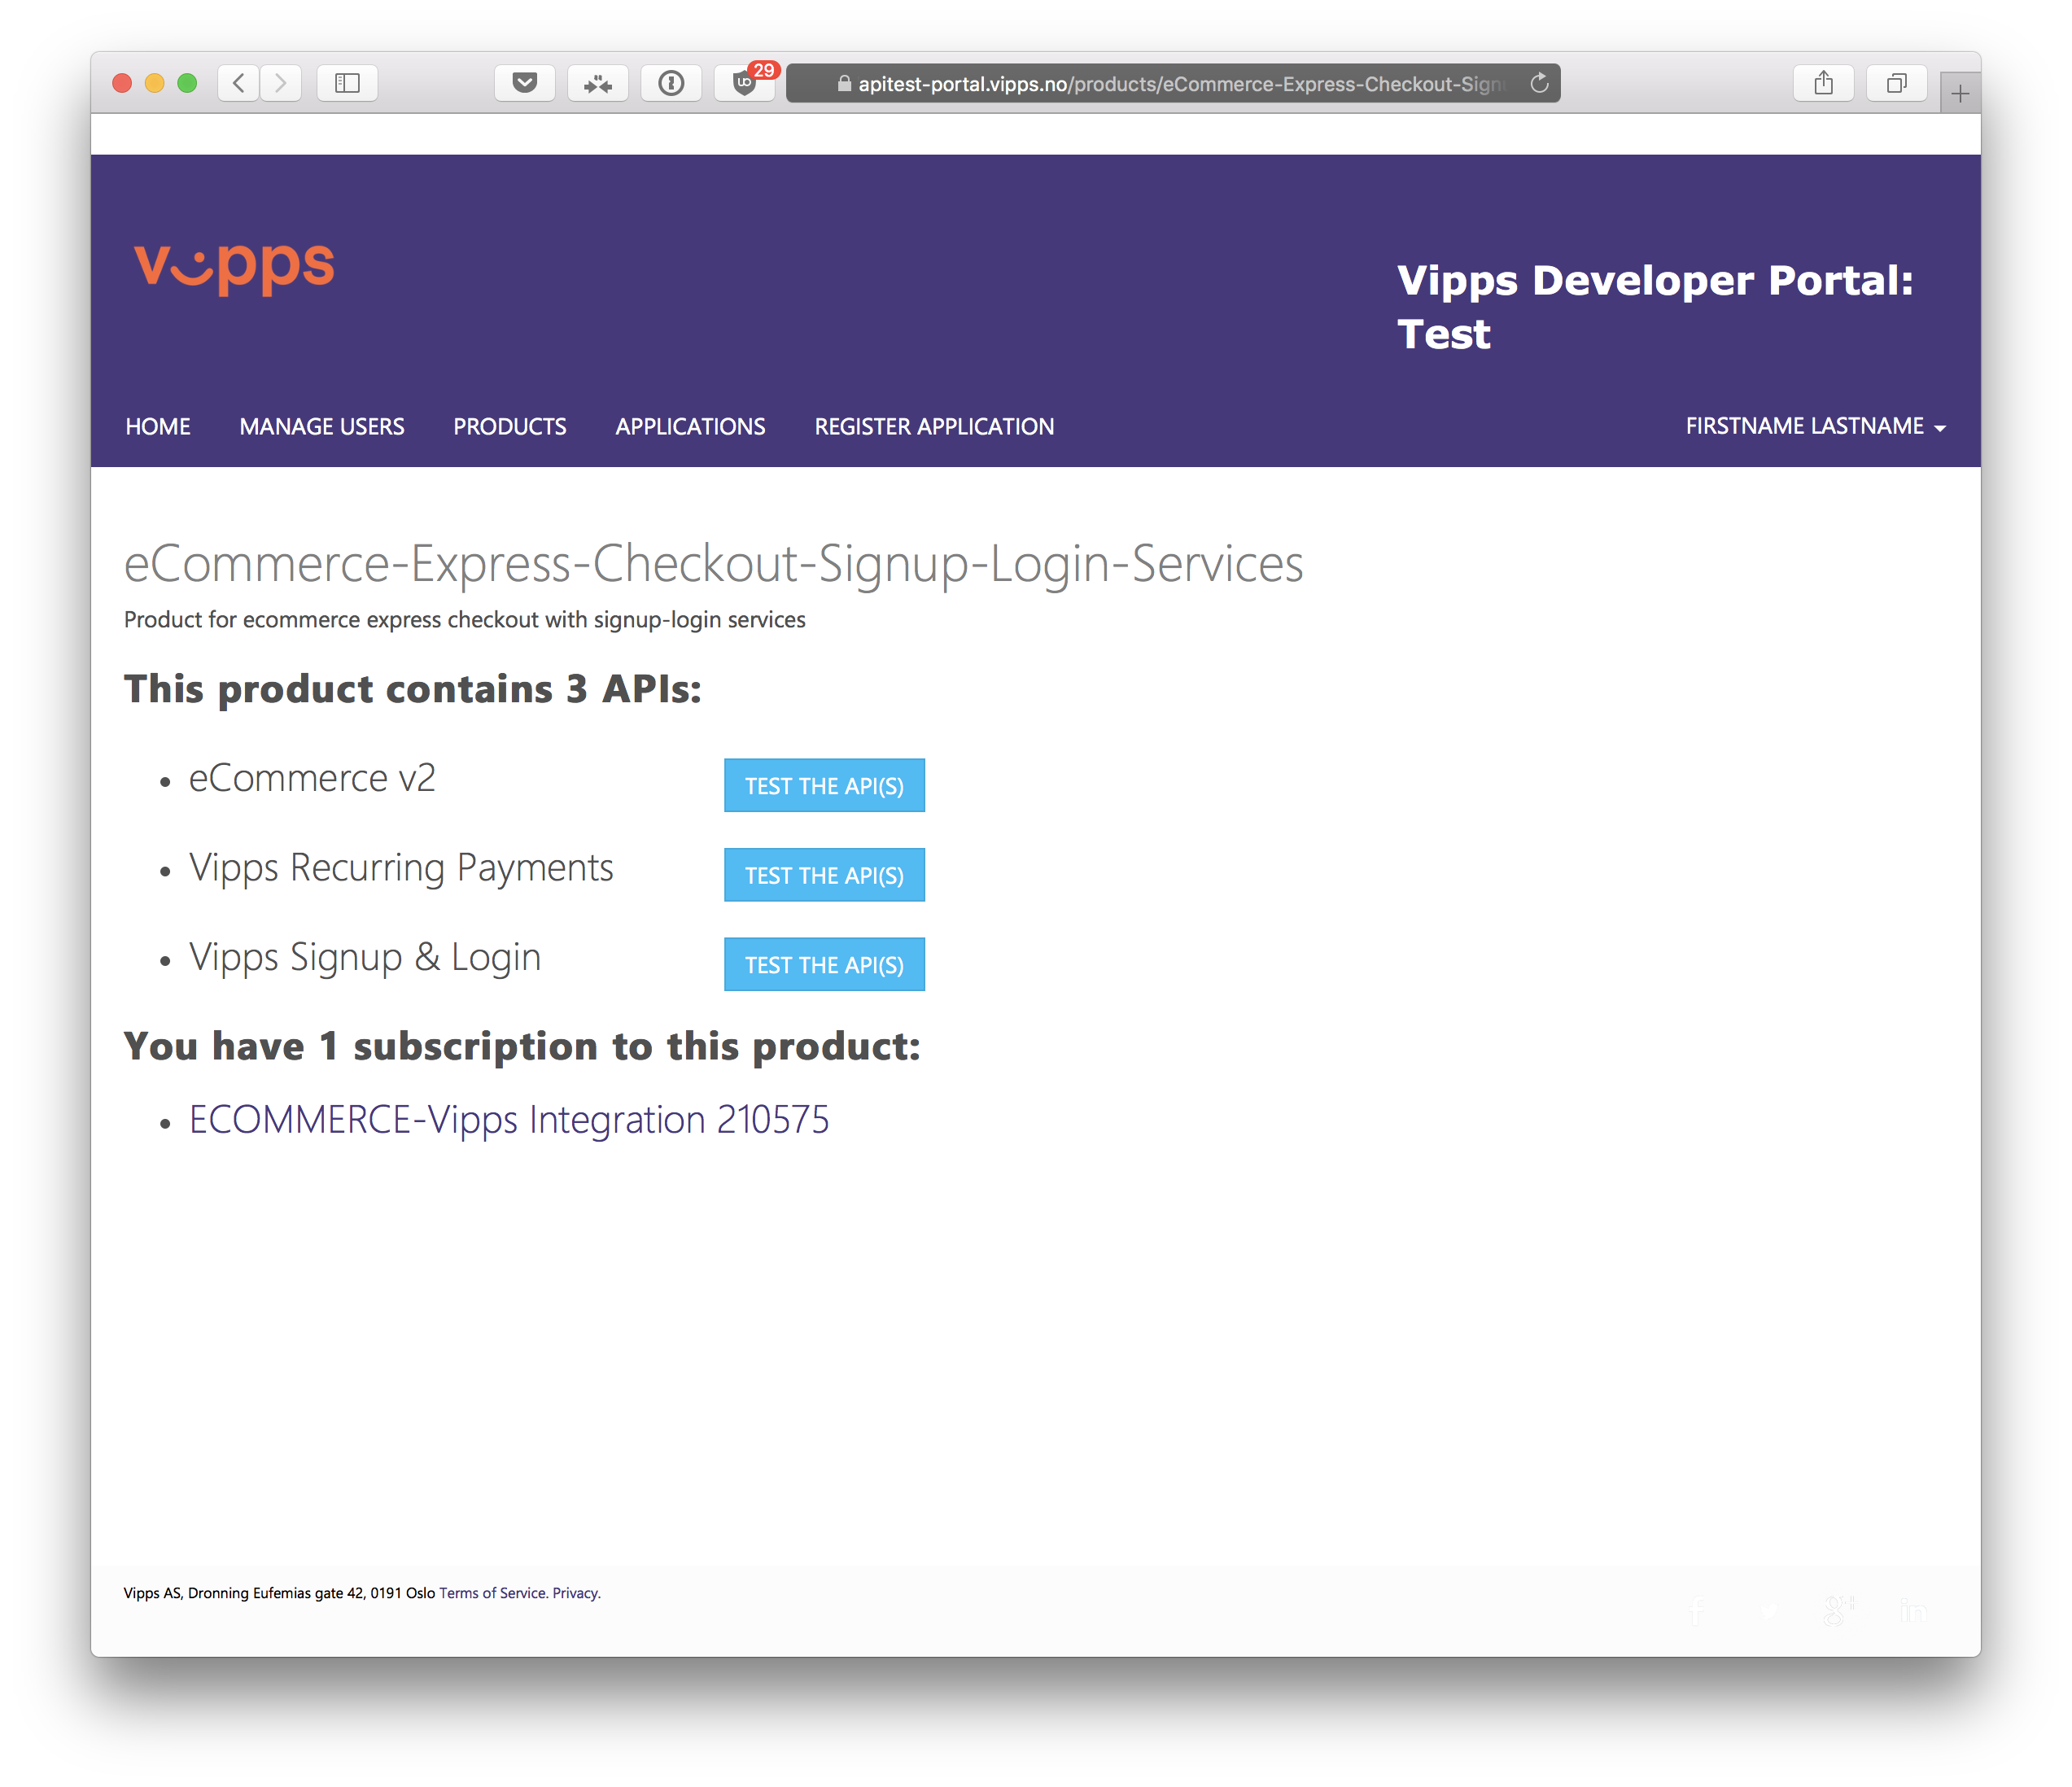 29
apitest-portal.vipps.no/products/eCommerce-Express-Checkout-Sign
vipps
Vipps Developer Portal:
Test
HOME MANAGE USERS PRODUCTS APPLICATIONS REGISTER APPLICATION FIRSTNAME LASTNAME
eCommerce-Express-Checkout-Signup-Login-Services
Product for ecommerce express checkout with signup-login services
This product contains 3 APIs:
• eCommerce v2 TEST THE API(S)
• Vipps Recurring Payments TEST THE API(S)
• Vipps Signup & Login TEST THE API(S)
You have 1 subscription to this product:
• ECOMMERCE-Vipps Integration 210575
Vipps AS, Dronning Eufemias gate 42, 0191 Oslo Terms of Service. Privacy.